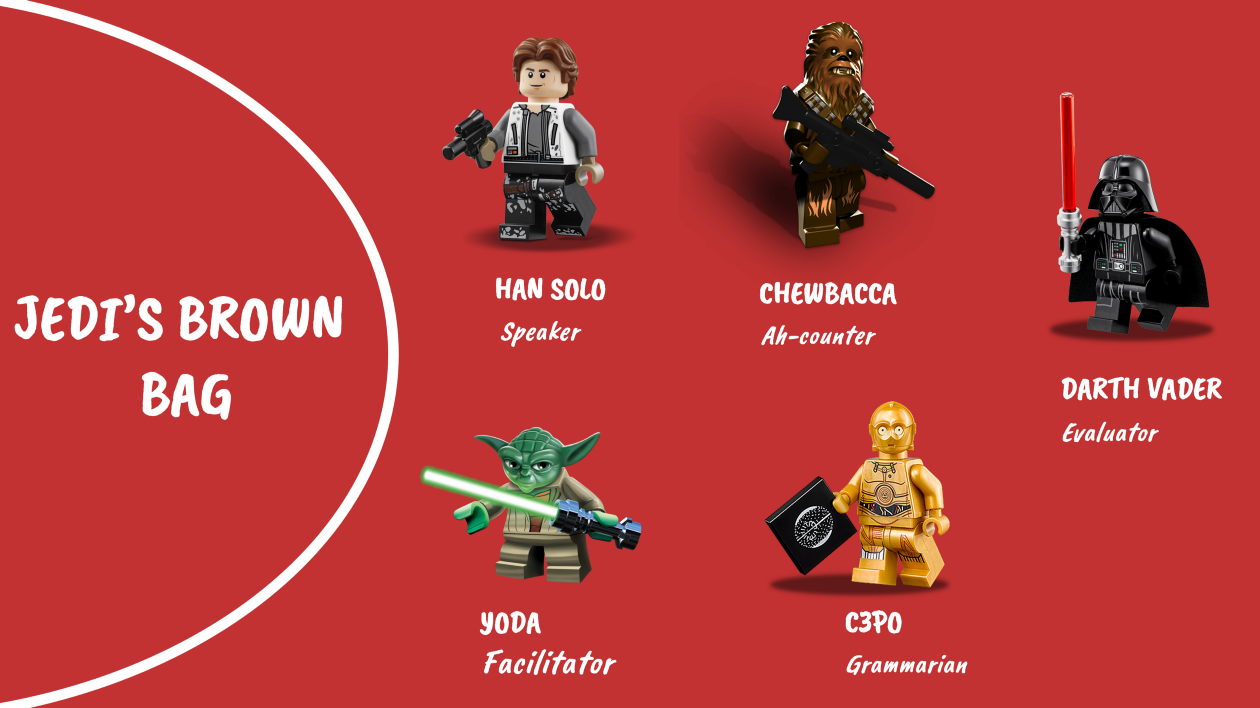 JEDI'S BROWN
BAG
HAN SOLO
Speaker
CHEWBACCA
Ah-counter
DARTH VADER
Evaluator
YODA
Facilitator
C3PO
Grammarian